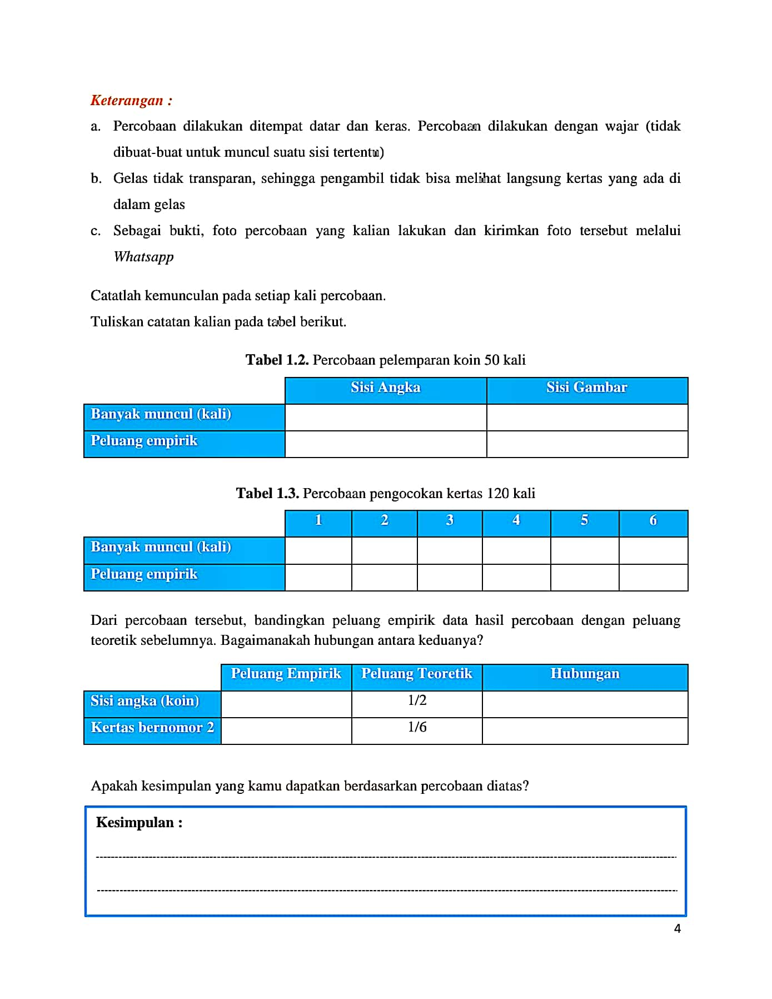 Keterangan :
a. Percobaan dilakukan ditempat datar dan keras. Percobaan dilakukan dengan wajar (tidak
dibuat-buat untuk muncul suatu sisi tertentu)
b. Gelas tidak transparan, sehingga pengambil tidak bisa melihat langsung kertas yang ada di
dalam gelas
c. Sebagai bukti, foto percobaan yang kalian lakukan dan kirimkan foto tersebut melalui
Whatsapp
Catatlah kemunculan pada setiap kali percobaan.
Tuliskan catatan kalian pada tabel berikut.
Tabel 1.2. Percobaan pelemparan koin 50 kali
Sisi Angka Sisi Gambar
Banyak muncul (kali)
Peluang empirik
Tabel 1.3. Percobaan pengocokan kertas 120 kali
1 2 3 4 5 6
Banyak muncul (kali)
Peluang empirik
Dari percobaan tersebut, bandingkan peluang empirik data hasil percobaan dengan peluang
teoretik sebelumnya. Bagaimanakah hubungan antara keduanya?
Peluang Empirik Peluang Teoretik Hubungan
Sisi angka (koin) 1/2
Kertas bernomor 2 1/6
Apakah kesimpulan yang kamu dapatkan berdasarkan percobaan diatas?
Kesimpulan :
4